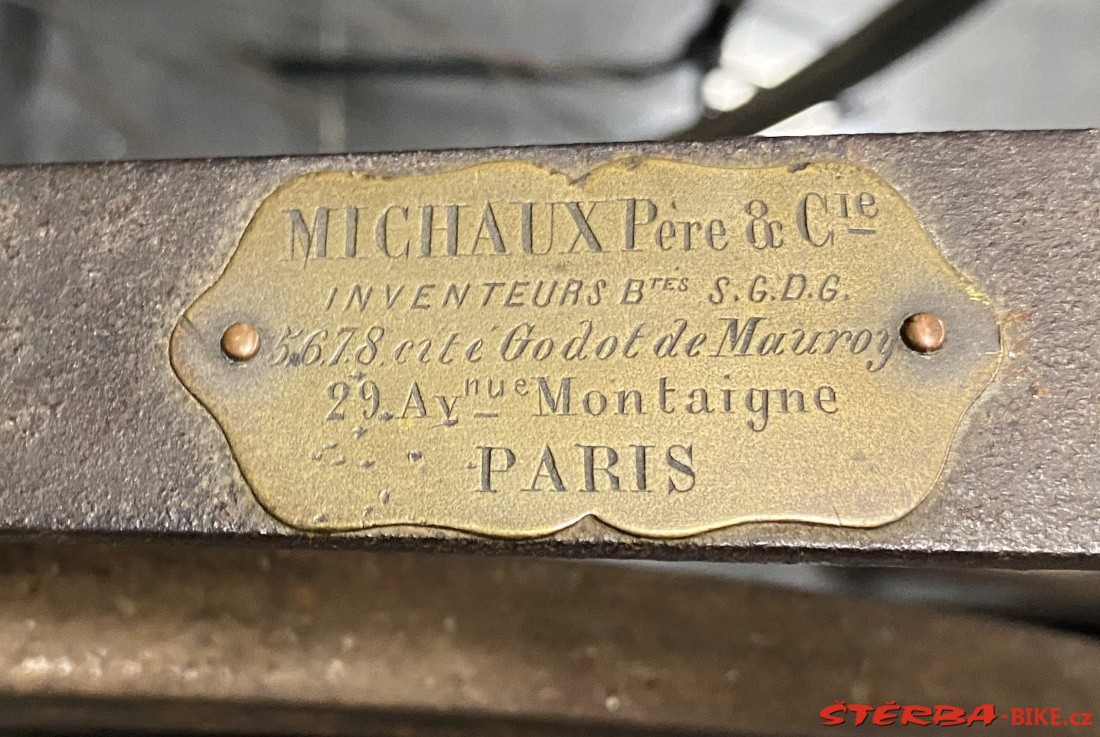 MICHAUX Père & Cie
INVENTEURS Btés S.G.D.G.
5.6.7.8, cité Godot de Mauroy
29. Avnue Montaigne
PARIS
ŠTĚRBA-BIKE.cz